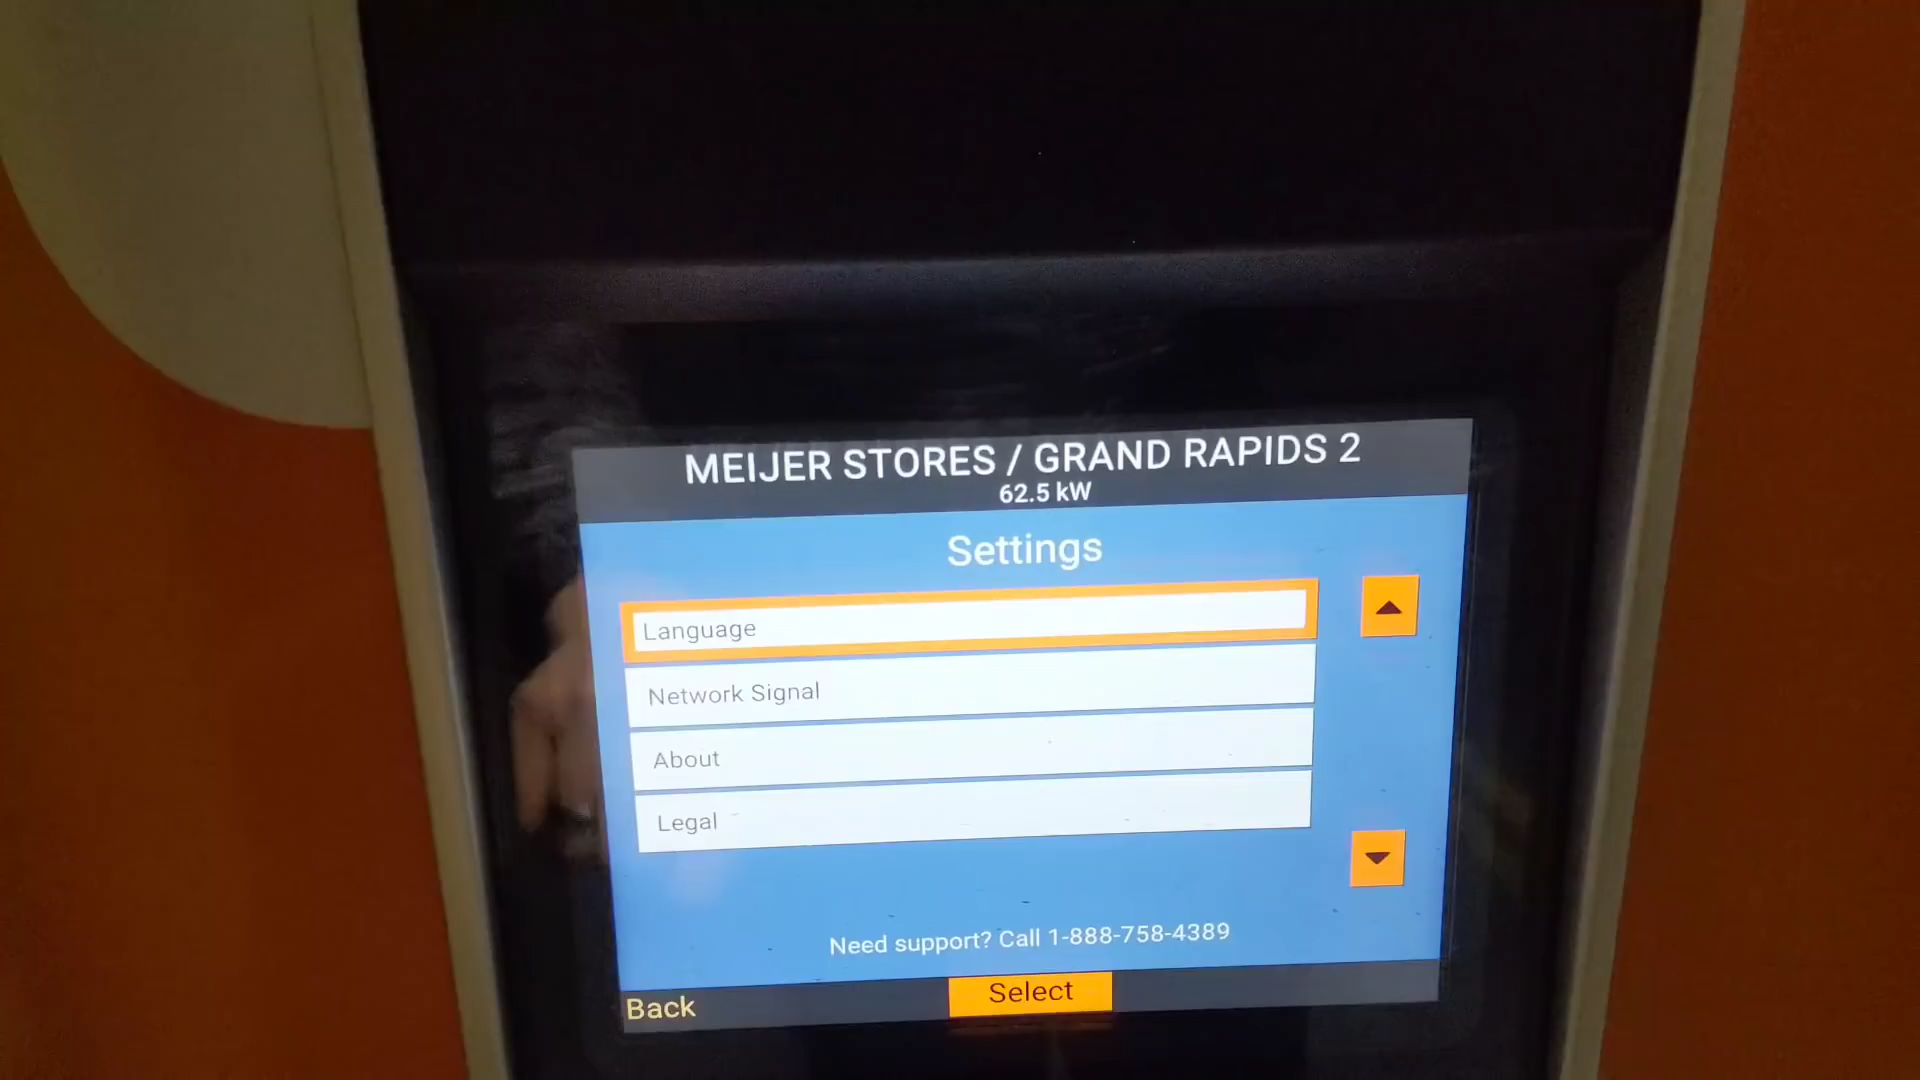 MEIJER STORES / GRAND RAPIDS 2
62.5 kW
Settings
Language
Network Signal
About
Legal
Need support? Call 1-888-758-4389
Back
Select